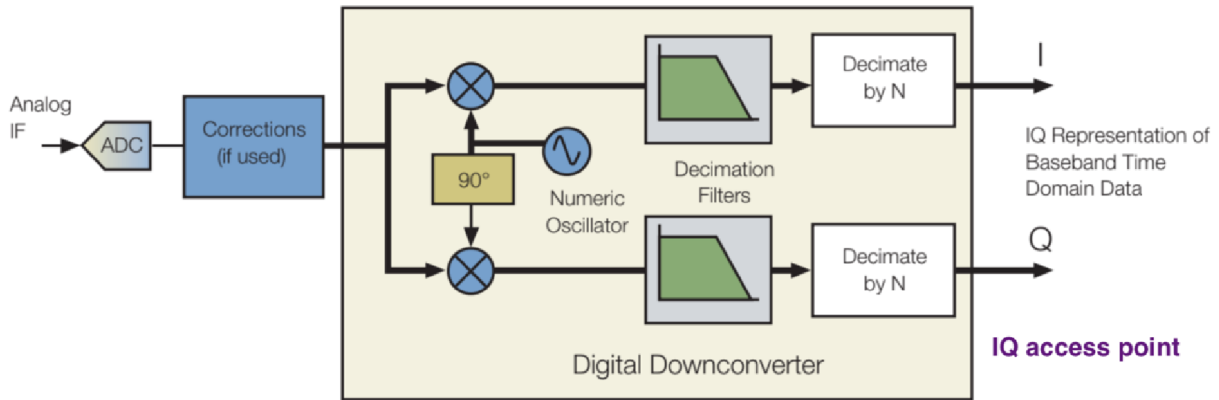 Analog
IF
ADC
Corrections
(if used)
90°
Numeric
Oscillator
Decimation
Filters
Decimate
by N
Decimate
by N
I
IQ Representation of
Baseband Time
Domain Data
Q
IQ access point
Digital Downconverter